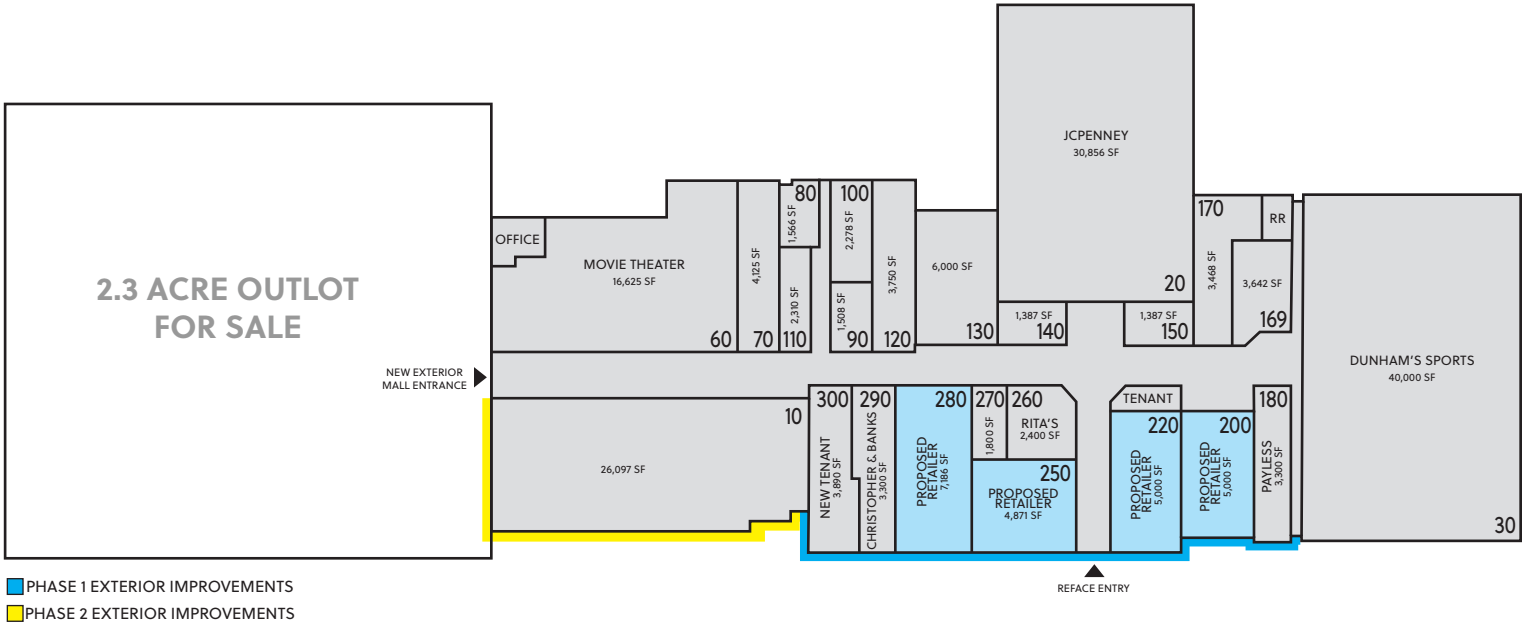 2.3 ACRE OUTLOT
FOR SALE
NEW EXTERIOR
MALL ENTRANCE
OFFICE
MOVIE THEATER
16,625 SF
60
4,125 SF
70
80
1,566 SF
2,310 SF
110
100
2,278 SF
1,508 SF
90
3,750 SF
120
6,000 SF
130
JCPENNEY
30,856 SF
20
1,387 SF
140
1,387 SF
150
170
3,468 SF
RR
3,642 SF
169
DUNHAM'S SPORTS
40,000 SF
30
10
26,097 SF
300
NEW TENANT
3,890 SF
290
CHRISTOPHER & BANKS
3,300 SF
280
PROPOSED
RETAILER
7,186 SF
270
1,800 SF
260
RITA'S
2,400 SF
250
PROPOSED
RETAILER
4,871 SF
TENANT
220
PROPOSED
RETAILER
5,000 SF
200
PROPOSED
RETAILER
5,000 SF
180
PAYLESS
3,300 SF
REFACE ENTRY
PHASE 1 EXTERIOR IMPROVEMENTS
PHASE 2 EXTERIOR IMPROVEMENTS